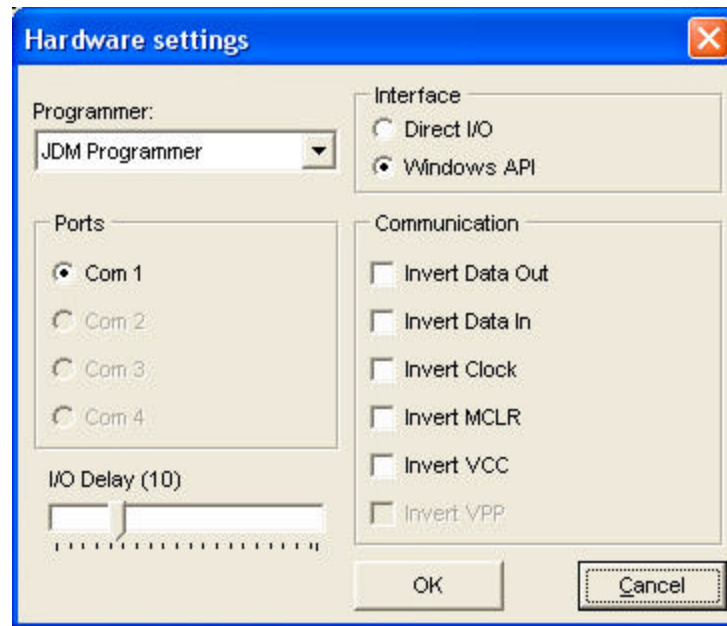 Hardware settings
Programmer:
JDM Programmer
Interface
Direct I/O
Windows API
Ports
Com 1
Com 2
Com 3
Com 4
I/O Delay (10)
Communication
Invert Data Out
Invert Data In
Invert Clock
Invert MCLR
Invert VCC
Invert VPP
OK
Cancel